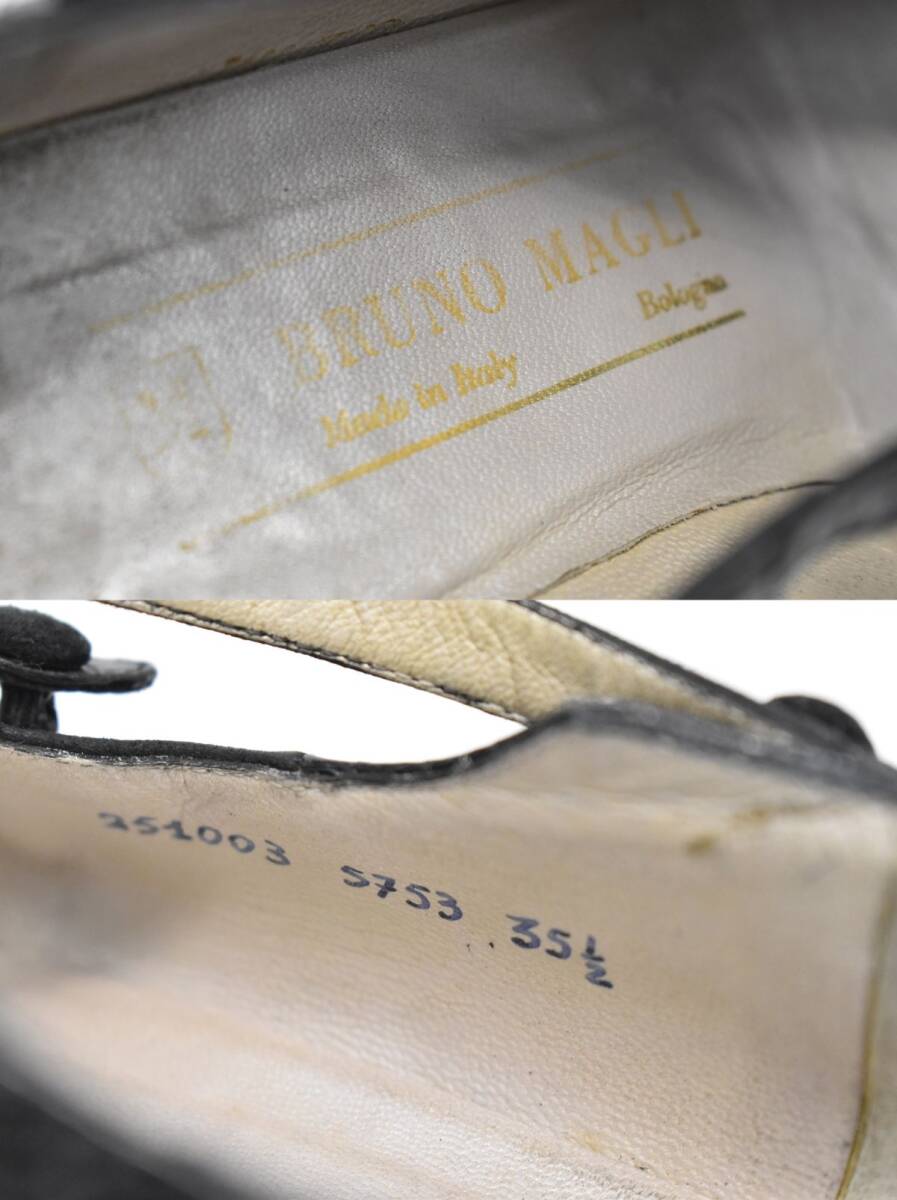 BRUNO MAGLI
Made in Italy Bologna
251003 5753 35½